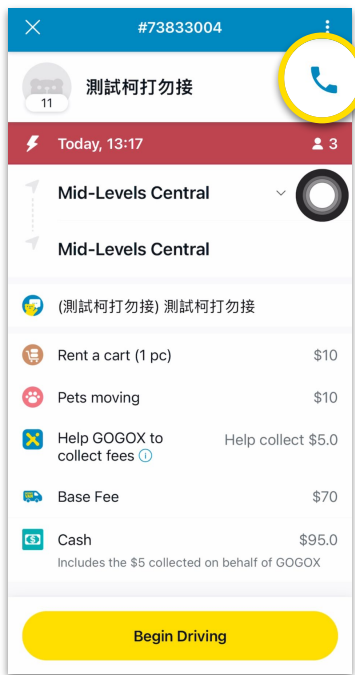 #73833004
測試柯打勿接
11
Today, 13:17
3
Mid-Levels Central
Mid-Levels Central
(測試柯打勿接) 測試柯打勿接
Rent a cart (1 pc) $10
Pets moving $10
Help GOGOX to Help collect $5.0
collect fees
Base Fee $70
Cash $95.0
Includes the $5 collected on behalf of GOGOX
Begin Driving